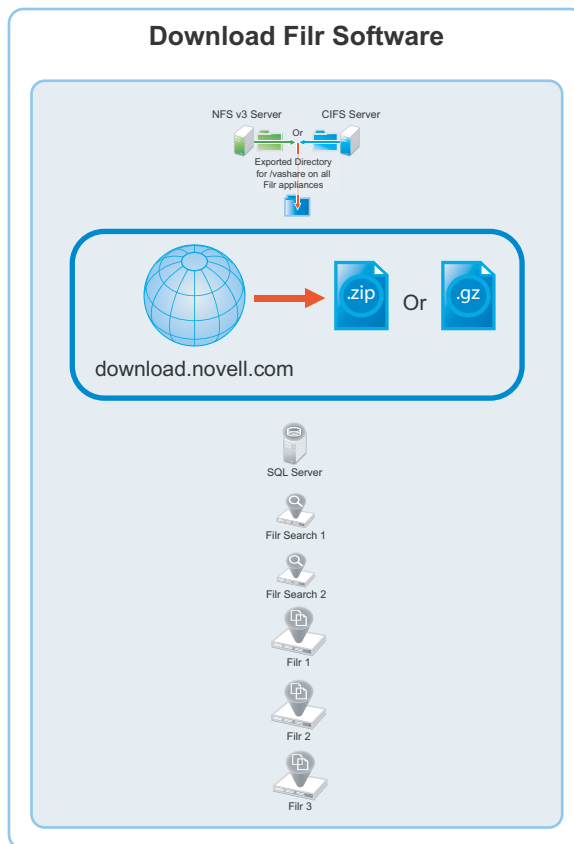 Download Filr Software
NFS v3 Server
CIFS Server
Or
Exported Directory
for /vashare on all
Filr appliances
.zip
Or
.gz
download.novell.com
SQL Server
Filr Search 1
Filr Search 2
Filr 1
Filr 2
Filr 3